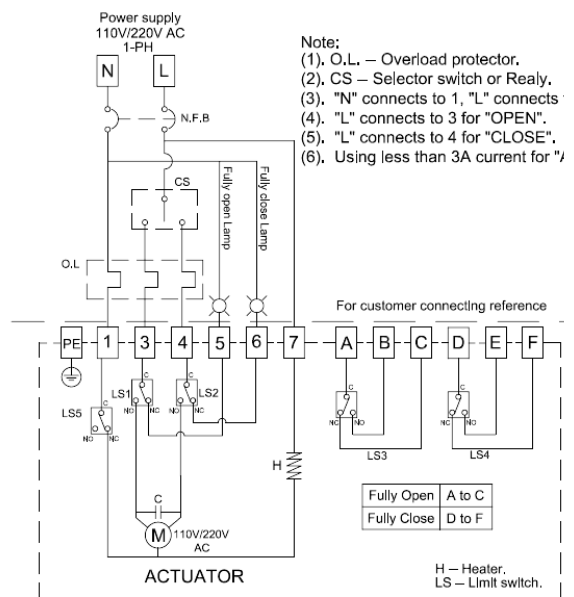 Power supply
110V/220V AC
1-PH
N L
N.F.B
CS
Fully open Lamp
Fully close Lamp
O.L
Note:
(1). O.L. – Overload protector.
(2). CS – Selector switch or Realy.
(3). "N" connects to 1, "L" connects
(4). "L" connects to 3 for "OPEN".
(5). "L" connects to 4 for "CLOSE".
(6). Using less than 3A current for "A
For customer connecting reference
PE 1 3 4 5 6 7 A B C D E F
C C C C C
LS1 LS2
NO NC NO NC
LS5
NO NC
NC NO NC NO
LS3 LS4
H
C
M 110V/220V
AC
ACTUATOR
Fully Open A to C
Fully Close D to F
H – Heater.
LS – Limit switch.